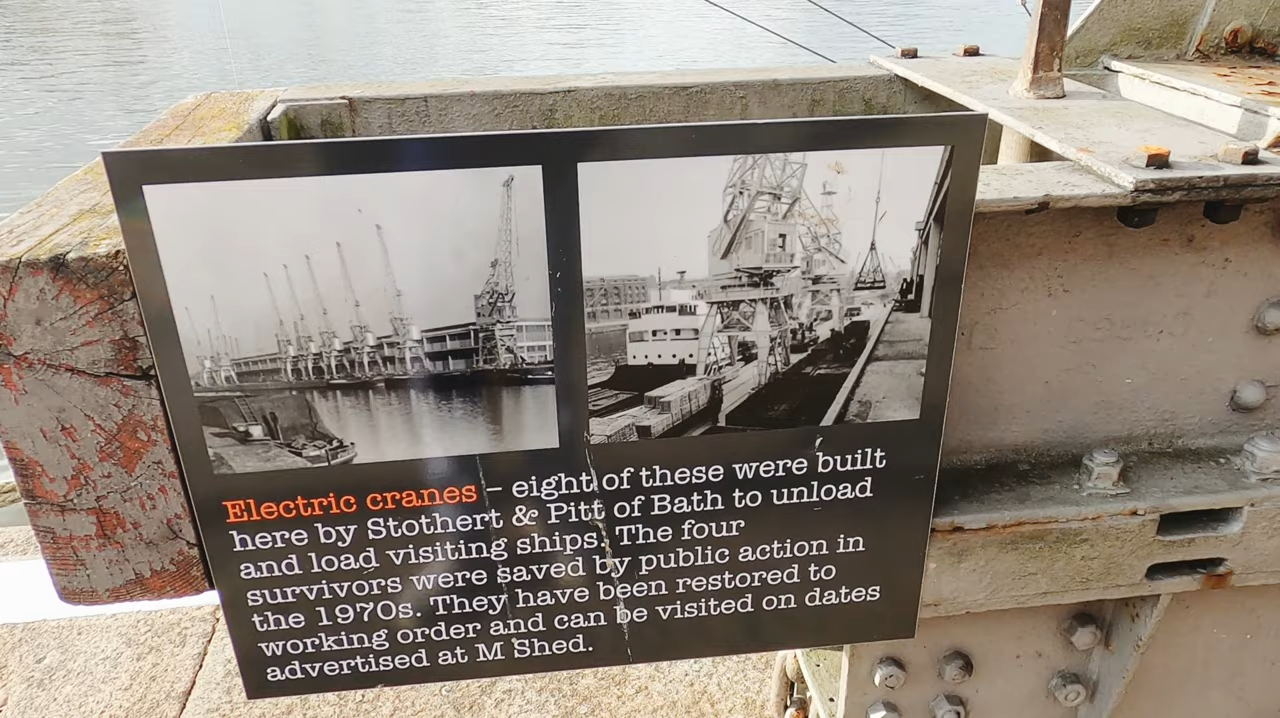 Electric cranes – eight of these were built
here by Stothert & Pitt of Bath to unload
and load visiting ships. The four
survivors were saved by public action in
the 1970s. They have been restored to
working order and can be visited on dates
advertised at M Shed.